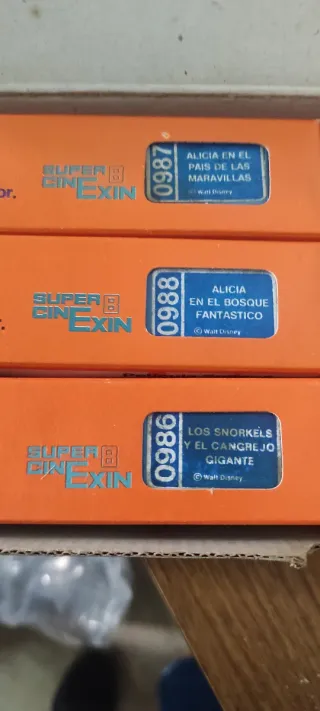 or.
SUPER 8
CINEXIN
0987
ALICIA EN EL
PAIS DE LAS
MARAVILLAS
© Walt Disney
r.
SUPER 8
CINEXIN
0988
ALICIA
EN EL BOSQUE
FANTASTICO
© Walt Disney
SUPER 8
CINEXIN
0986
LOS SNORKELS
Y EL CANGREJO
GIGANTE
© Walt Disney